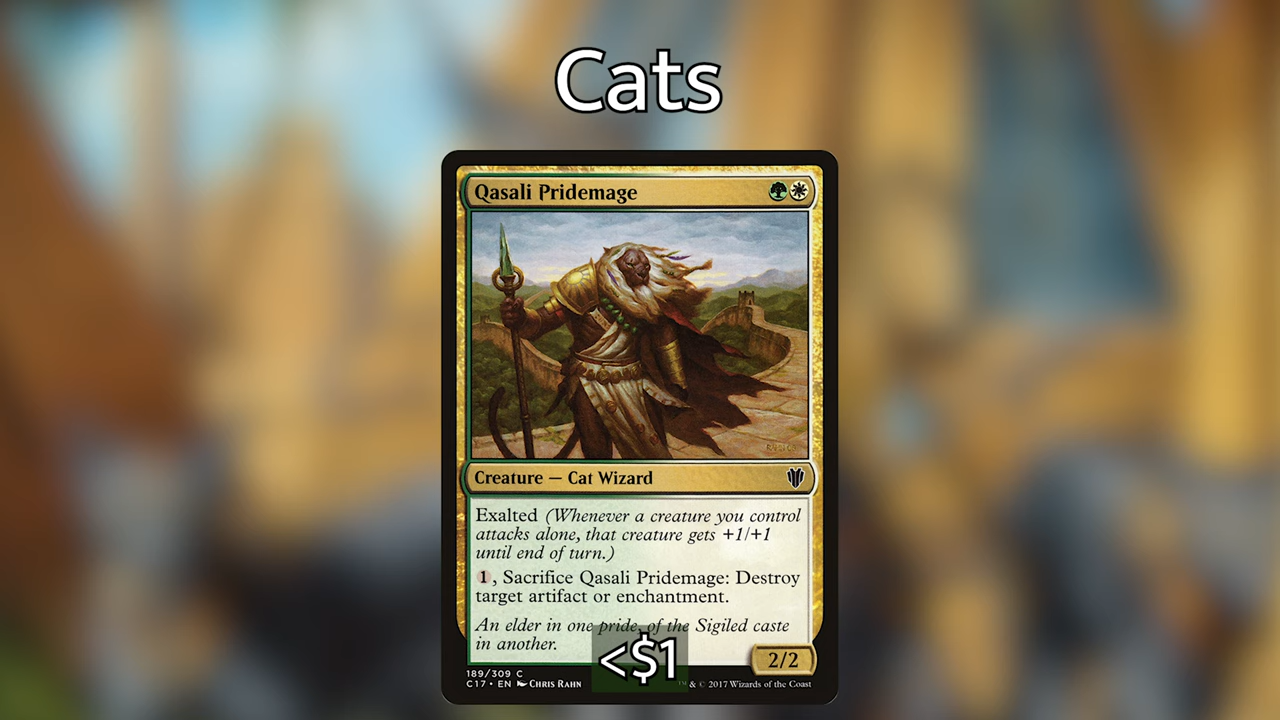 Cats
Qasali Pridemage
Creature — Cat Wizard
Exalted (Whenever a creature you control
attacks alone, that creature gets +1/+1
until end of turn.)
1, Sacrifice Qasali Pridemage: Destroy
target artifact or enchantment.
An elder in one pride, of the Sigiled caste
in another.
<$1
2/2
189/309 C
C17 • EN Chris Rahn
™ & © 2017 Wizards of the Coast